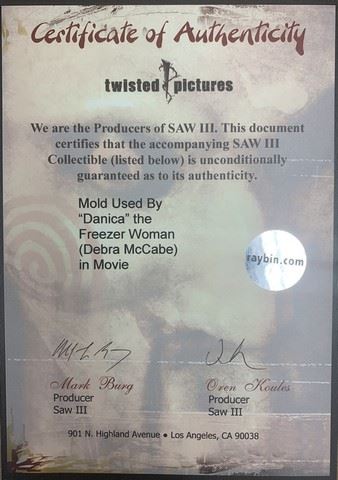 Certificate of Authenticity
twisted pictures
We are the Producers of SAW III. This document
certifies that the accompanying SAW III
Collectible (listed below) is unconditionally
guaranteed as to its authenticity.
Mold Used By
"Danica" the
Freezer Woman
(Debra McCabe)
in Movie
raybin.com
Mark Burg
Producer
Saw III
Oren Koules
Producer
Saw III
901 N. Highland Avenue • Los Angeles, CA 90038